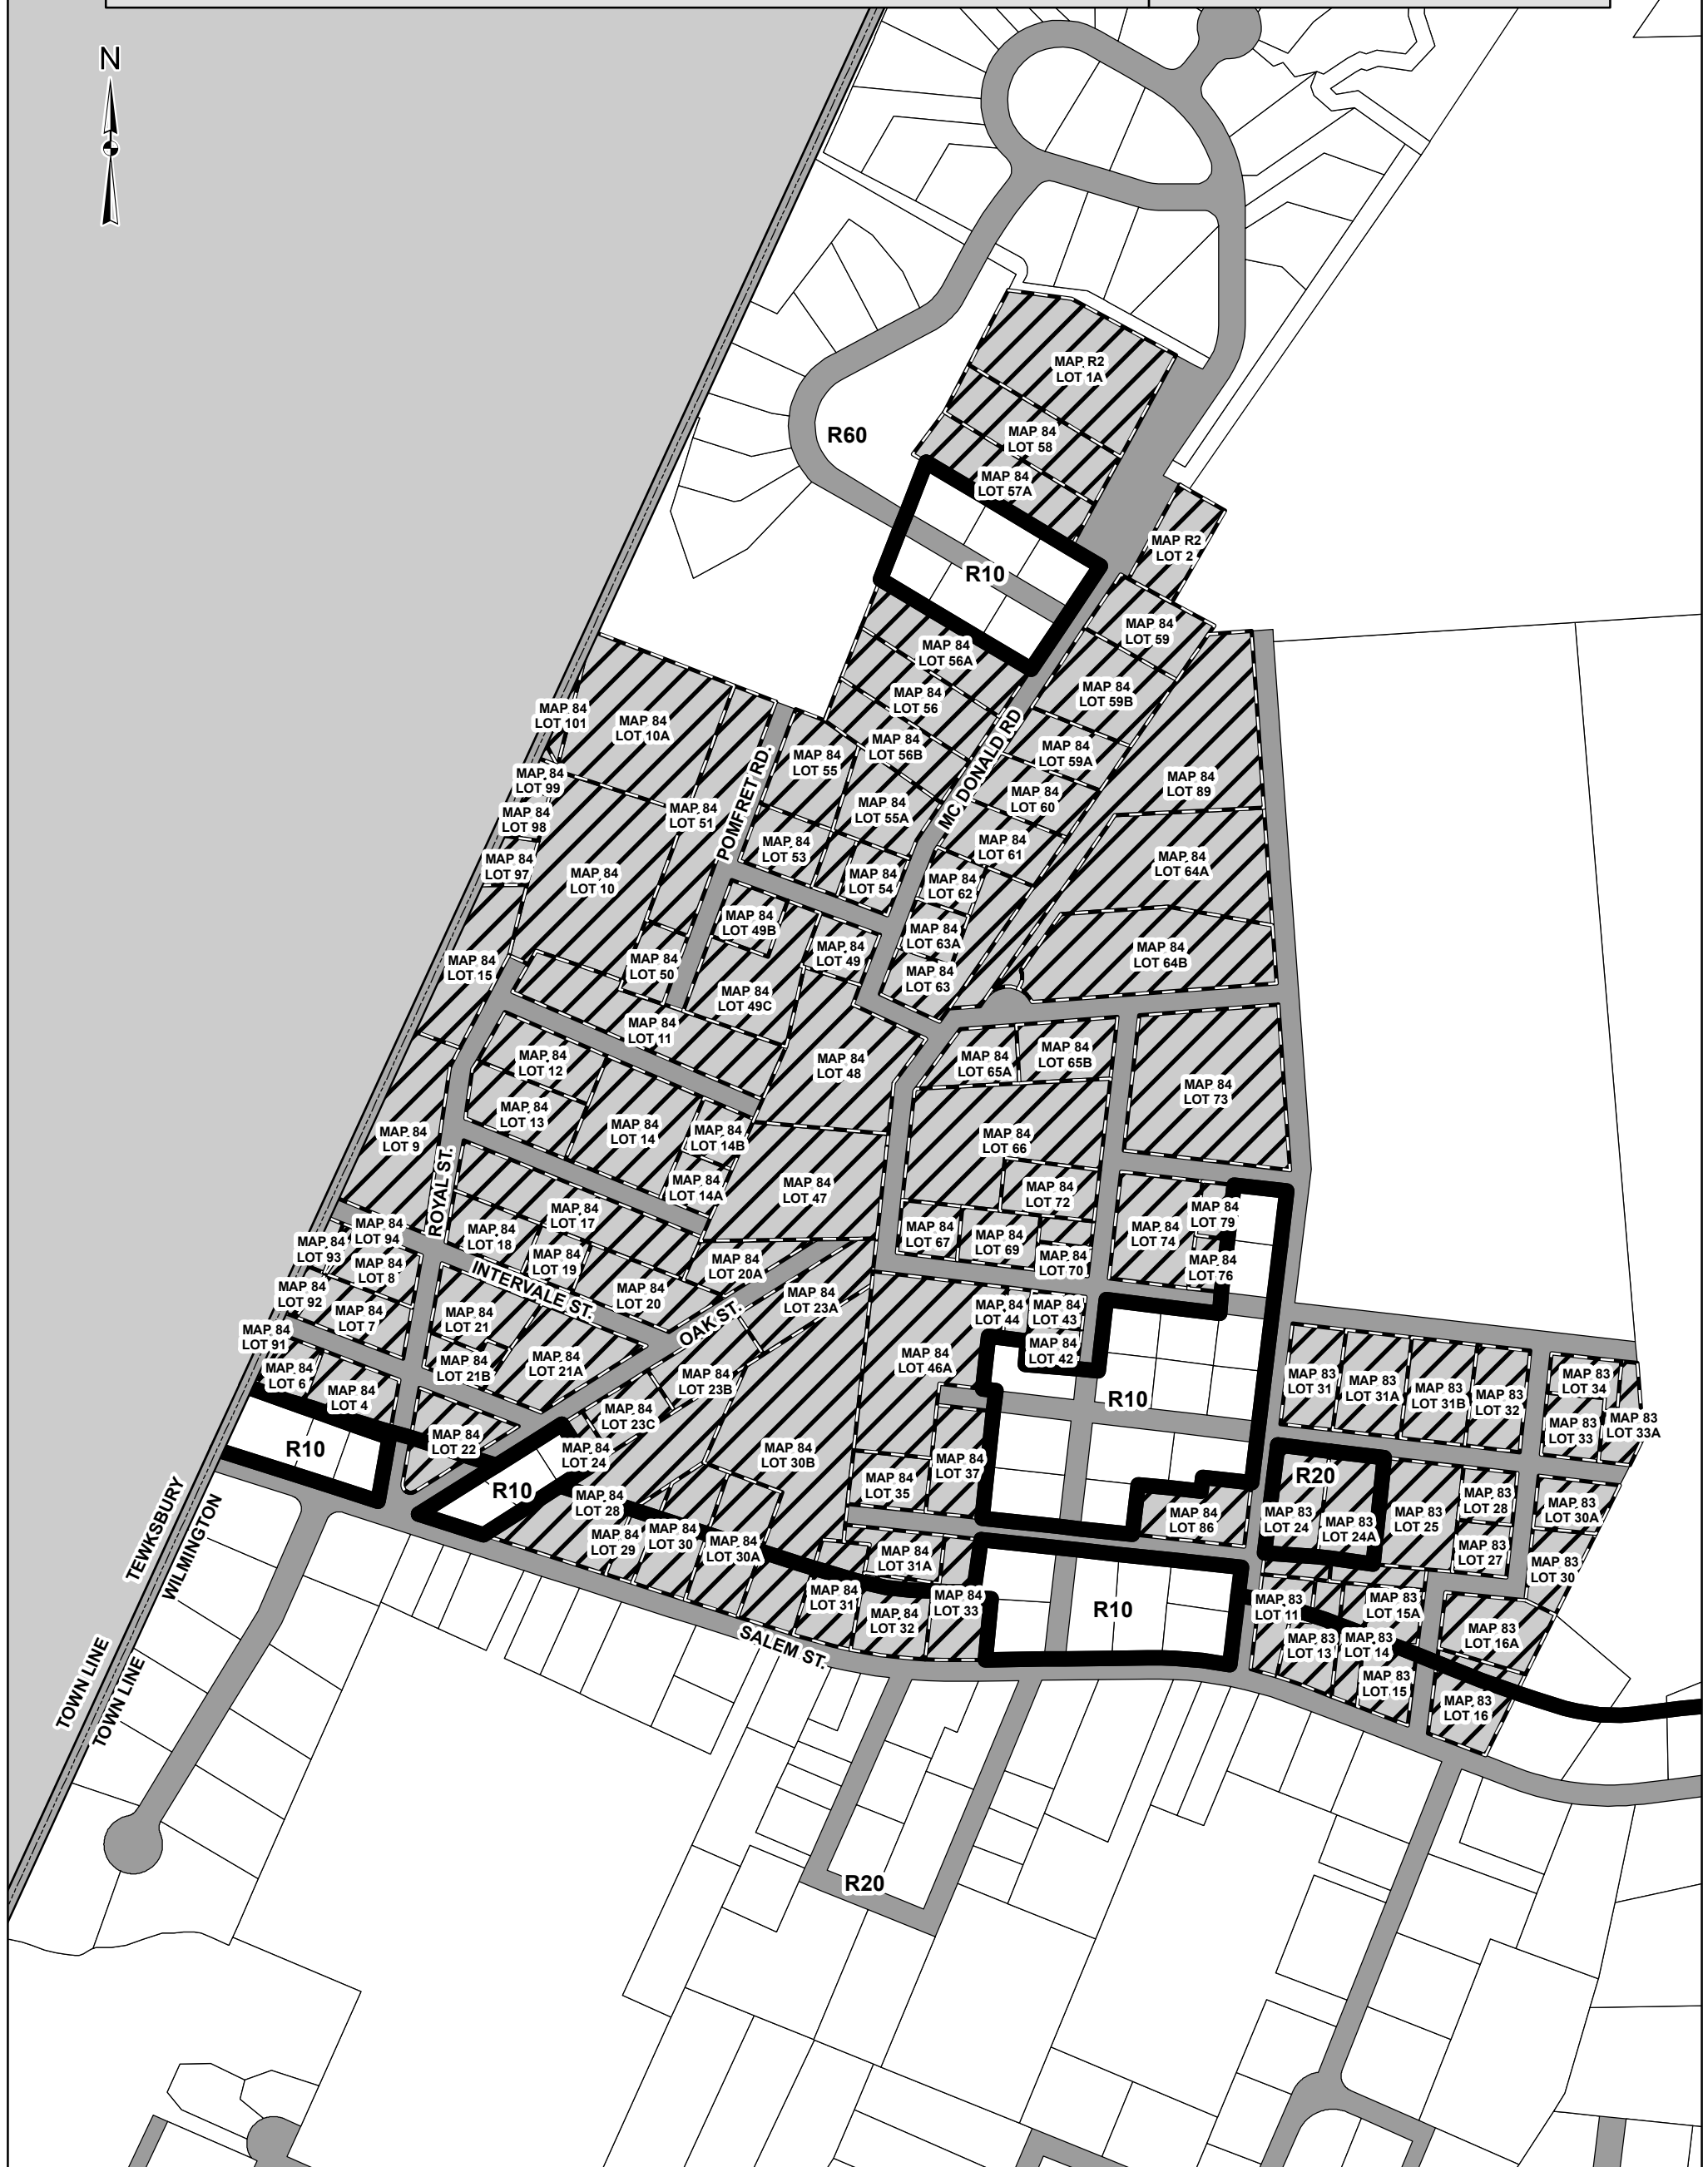 N
MAP R2
LOT 1A
R60
MAP 84
LOT 58
MAP 84
LOT 57A
MAP R2
LOT 2
R10
MAP 84
LOT 59
MAP 84
LOT 56A
MAP 84
LOT 59B
MAP 84
LOT 56
MAP 84
LOT 101
MAP 84
LOT 10A
MAP 84
LOT 56B
MC DONALD RD
MAP 84
LOT 59A
MAP 84
LOT 55
MAP 84
LOT 99
MAP 84
LOT 89
MAP 84
LOT 60
POMFRET RD.
MAP 84
LOT 51
MAP 84
LOT 55A
MAP 84
LOT 98
MAP 84
LOT 53
MAP 84
LOT 61
MAP 84
LOT 97
MAP 84
LOT 64A
MAP 84
LOT 10
MAP 84
LOT 54
MAP 84
LOT 62
MAP 84
LOT 49B
MAP 84
LOT 63A
MAP 84
LOT 49
MAP 84
LOT 64B
MAP 84
LOT 15
MAP 84
LOT 50
MAP 84
LOT 63
MAP 84
LOT 49C
MAP 84
LOT 11
MAP 84
LOT 12
MAP 84
LOT 48
MAP 84
LOT 65A
MAP 84
LOT 65B
MAP 84
LOT 73
MAP 84
LOT 13
MAP 84
LOT 14
MAP 84
LOT 14B
MAP 84
LOT 9
MAP 84
LOT 66
ROYAL ST.
MAP 84
LOT 14A
MAP 84
LOT 47
MAP 84
LOT 72
MAP 84
LOT 17
MAP 84
LOT 79
MAP 84
LOT 94
MAP 84
LOT 93
MAP 84
LOT 18
MAP 84
LOT 67
MAP 84
LOT 69
MAP 84
LOT 74
MAP 84
LOT 8
MAP 84
LOT 19
MAP 84
LOT 20A
MAP 84
LOT 70
MAP 84
LOT 76
INTERVALE ST.
MAP 84
LOT 92
MAP 84
LOT 20
MAP 84
LOT 23A
MAP 84
LOT 7
MAP 84
LOT 21
OAK ST.
MAP 84
LOT 44
MAP 84
LOT 43
MAP 84
LOT 91
MAP 84
LOT 42
MAP 84
LOT 46A
MAP 84
LOT 6
MAP 84
LOT 21B
MAP 84
LOT 21A
MAP 84
LOT 23B
MAP 84
LOT 4
R10
MAP 83
LOT 31
MAP 83
LOT 31A
MAP 83
LOT 31B
MAP 83
LOT 32
MAP 83
LOT 34
MAP 84
LOT 23C
MAP 83
LOT 33
MAP 83
LOT 33A
R10
MAP 84
LOT 22
MAP 84
LOT 24
MAP 84
LOT 30B
MAP 84
LOT 37
R20
R10
MAP 84
LOT 35
MAP 84
LOT 28
MAP 84
LOT 86
MAP 83
LOT 24
MAP 83
LOT 24A
MAP 83
LOT 25
MAP 83
LOT 28
MAP 83
LOT 30A
MAP 84
LOT 29
MAP 84
LOT 30
MAP 84
LOT 30A
MAP 84
LOT 31A
MAP 83
LOT 27
MAP 83
LOT 30
TEWKSBURY
WILMINGTON
MAP 84
LOT 31
MAP 84
LOT 33
R10
MAP 83
LOT 11
MAP 83
LOT 15A
MAP 84
LOT 32
MAP 83
LOT 13
MAP 83
LOT 14
MAP 83
LOT 16A
SALEM ST.
MAP 83
LOT 15
MAP 83
LOT 16
TOWN LINE
TOWN LINE
R20